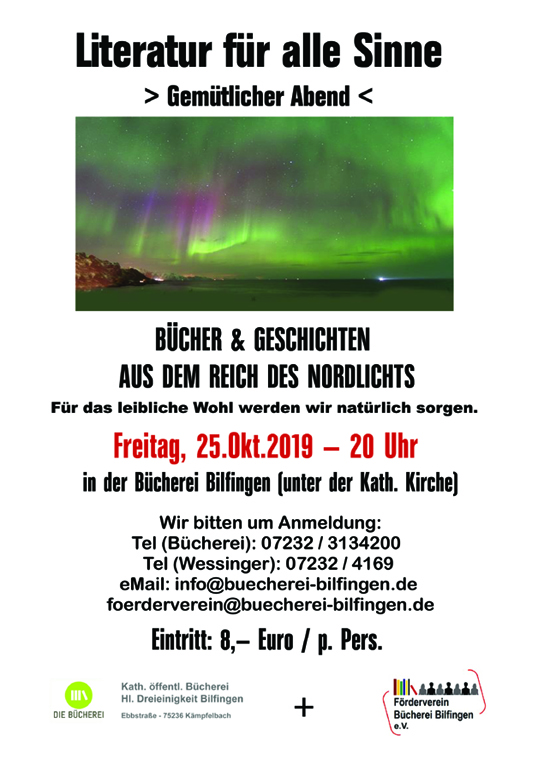 Literatur für alle Sinne
> Gemütlicher Abend <
BÜCHER & GESCHICHTEN
AUS DEM REICH DES NORDLICHTS
Für das leibliche Wohl werden wir natürlich sorgen.
Freitag, 25.Okt.2019 – 20 Uhr
in der Bücherei Bilfingen (unter der Kath. Kirche)
Wir bitten um Anmeldung:
Tel (Bücherei): 07232 / 3134200
Tel (Wessinger): 07232 / 4169
eMail: info@buecherei-bilfingen.de
foerderverein@buecherei-bilfingen.de
Eintritt: 8,– Euro / p. Pers.
DIE BÜCHEREI
Kath. öffentl. Bücherei
Hl. Dreieinigkeit Bilfingen
Ebbstraße - 75236 Kämpfelbach
+
Förderverein
Bücherei Bilfingen
e.V.